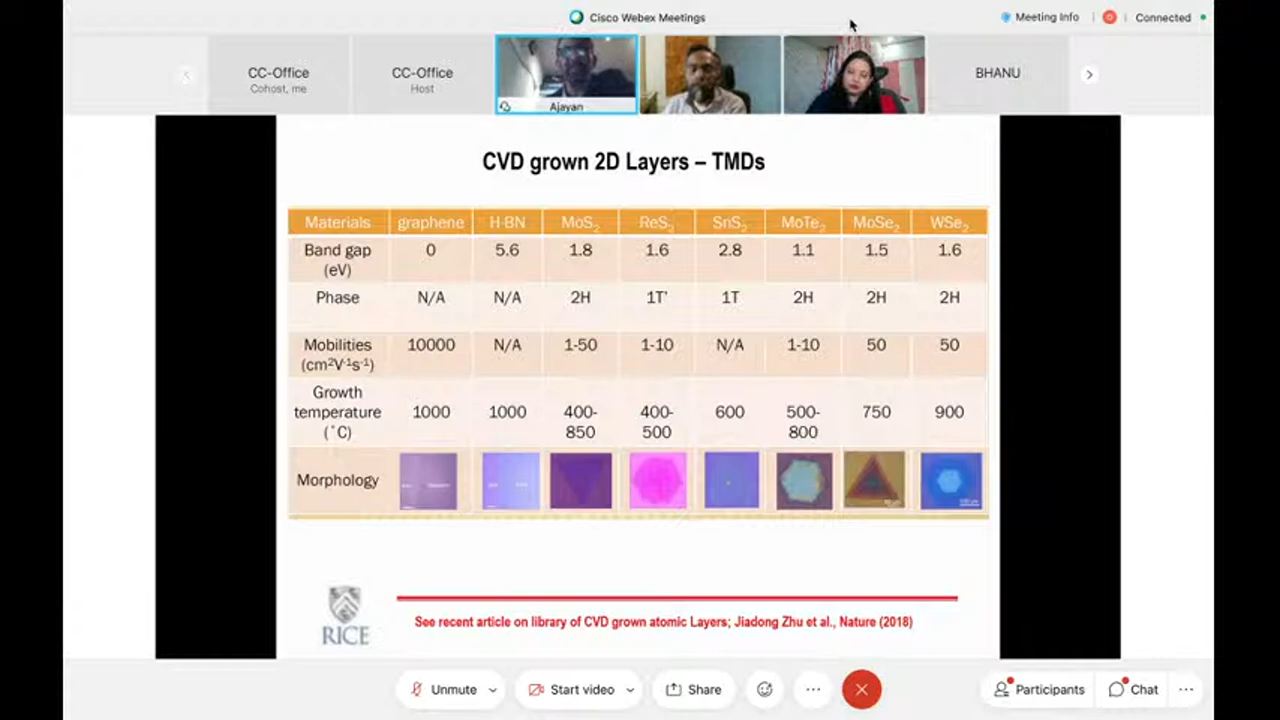 Cisco Webex Meetings
Meeting Info
Connected
CC-Office
Cohost, me
CC-Office
Host
Ajayan
BHANU
CVD grown 2D Layers – TMDs
Materials graphene H-BN MoS₂ ReS₂ SnS₂ MoTe₂ MoSe₂ WSe₂
Band gap (eV) 0 5.6 1.8 1.6 2.8 1.1 1.5 1.6
Phase N/A N/A 2H 1T' 1T 2H 2H 2H
Mobilities (cm²V⁻¹s⁻¹) 10000 N/A 1-50 1-10 N/A 1-10 50 50
Growth temperature (˚C) 1000 1000 400-850 400-500 600 500-800 750 900
Morphology
RICE
See recent article on library of CVD grown atomic Layers; Jiadong Zhu et al., Nature (2018)
Unmute
Start video
Share
Participants
Chat